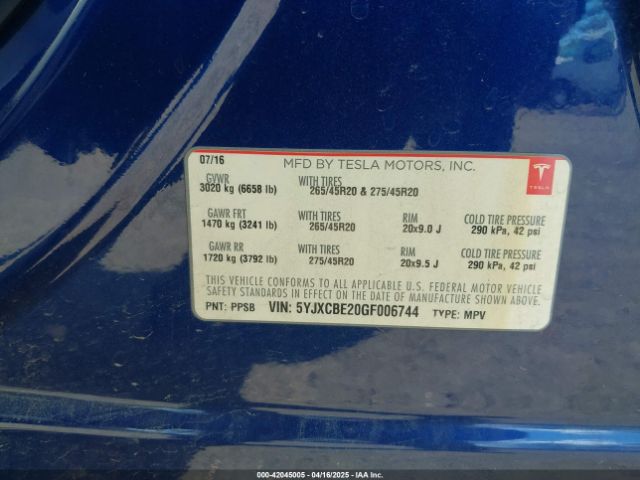 07/16 MFD BY TESLA MOTORS, INC.
TESLA
GVWR WITH TIRES
3020 kg (6658 lb) 265/45R20 & 275/45R20
GAWR FRT WITH TIRES RIM COLD TIRE PRESSURE
1470 kg (3241 lb) 265/45R20 20x9.0 J 290 kPa, 42 psi
GAWR RR WITH TIRES RIM COLD TIRE PRESSURE
1720 kg (3792 lb) 275/45R20 20x9.5 J 290 kPa, 42 psi
THIS VEHICLE CONFORMS TO ALL APPLICABLE U.S. FEDERAL MOTOR VEHICLE
SAFETY STANDARDS IN EFFECT ON THE DATE OF MANUFACTURE SHOWN ABOVE.
PNT: PPSB VIN: 5YJXCBE20GF006744 TYPE: MPV
000-42045005 - 04/16/2025 - IAA Inc.